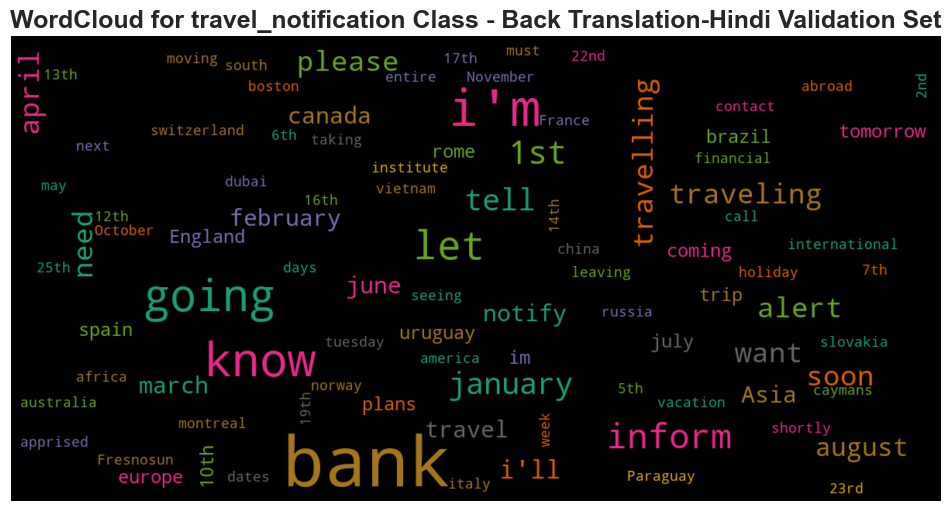 WordCloud for travel_notification Class - Back Translation-Hindi Validation Set
april
13th
moving
south
please
17th
must
22nd
entire
November
boston
i'm
France
travelling
abroad
2nd
contact
canada
switzerland
6th
taking
next
rome
1st
brazil
tomorrow
financial
institute
may
dubai
vietnam
16th
tell
14th
traveling
call
12th
february
October
need
England
let
china
coming
international
25th
days
leaving
holiday
7th
going
june
seeing
trip
alert
spain
uruguay
notify
russia
tuesday
july
slovakia
know
america
im
want
africa
march
norway
january
5th
soon
caymans
australia
19th
plans
vacation
Asia
montreal
travel
week
inform
shortly
apprised
bank
august
Fresnosun
europe
10th
dates
italy
i'll
Paraguay
23rd